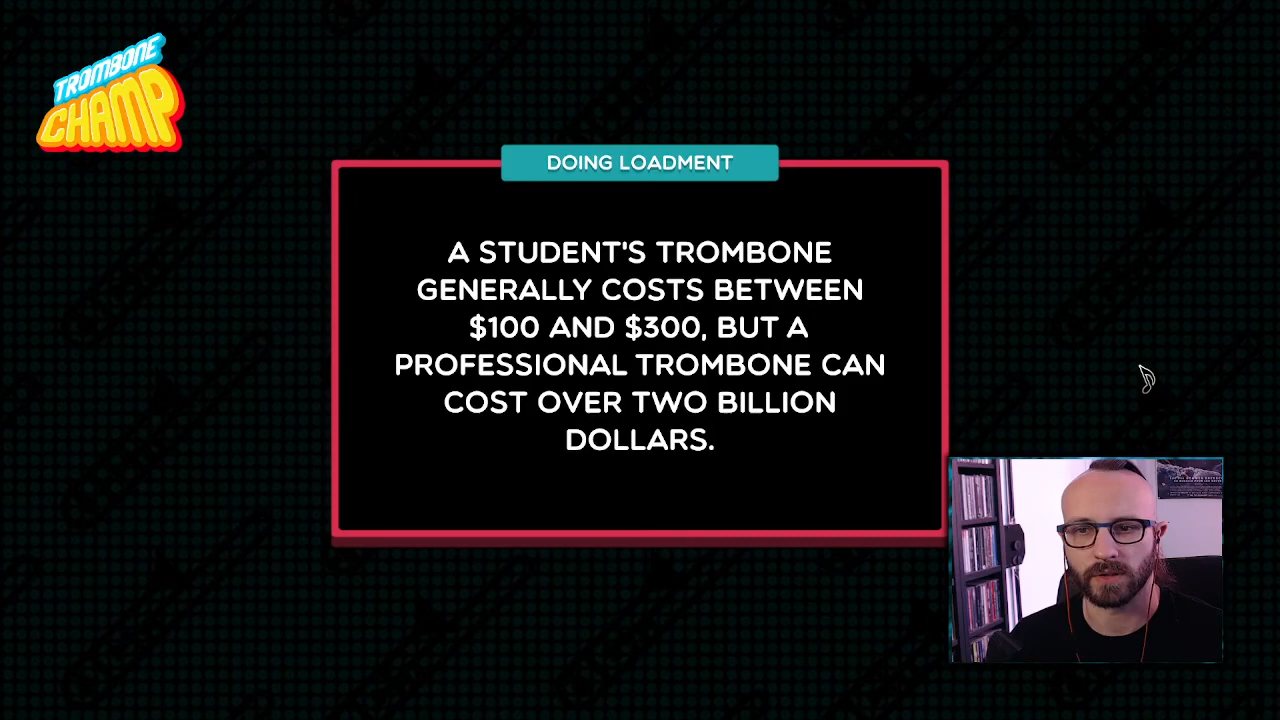 TROMBONE
CHAMP
DOING LOADMENT
A STUDENT'S TROMBONE
GENERALLY COSTS BETWEEN
$100 AND $300, BUT A
PROFESSIONAL TROMBONE CAN
COST OVER TWO BILLION
DOLLARS.